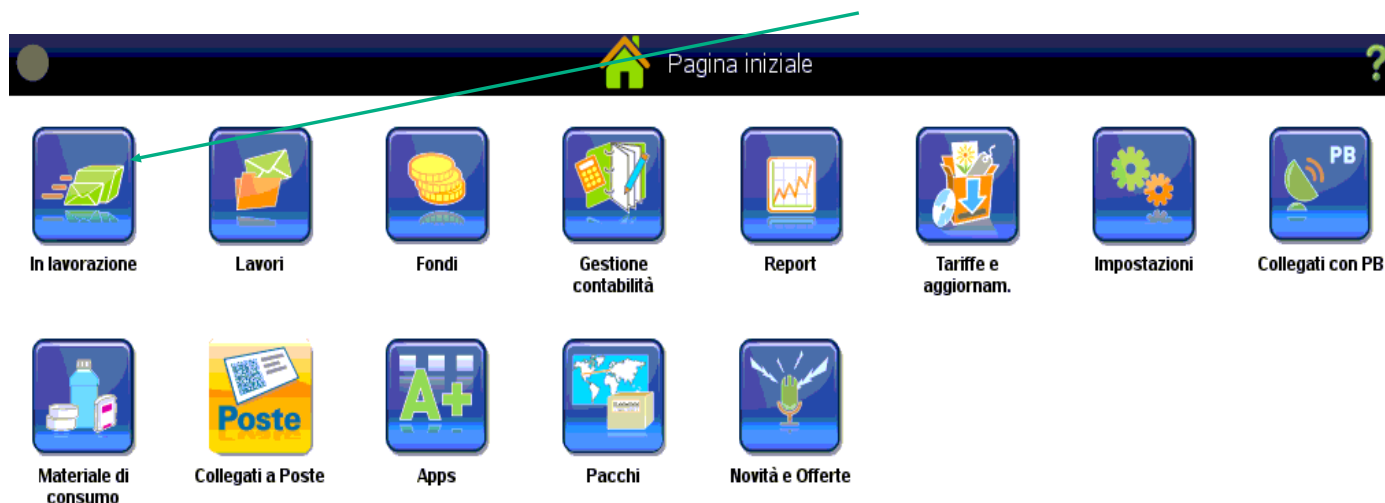 Pagina iniziale
?
PB
In lavorazione
Lavori
Fondi
Gestione
contabilità
Report
Tariffe e
aggiornam.
Impostazioni
Collegati con PB
Poste
A+
Materiale di
consumo
Collegati a Poste
Apps
Pacchi
Novità e Offerte